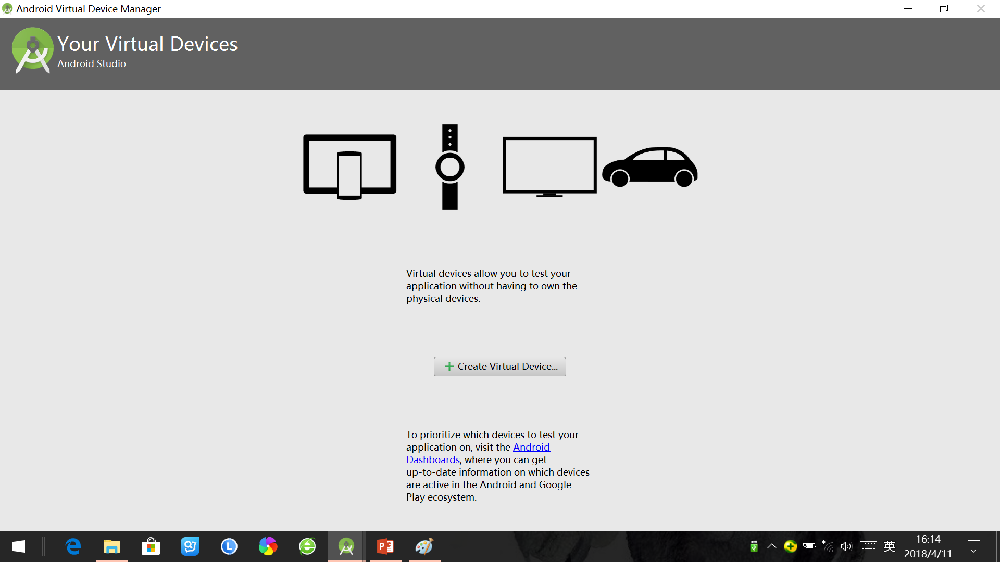 Android Virtual Device Manager
Your Virtual Devices
Android Studio
Virtual devices allow you to test your
application without having to own the
physical devices.
Create Virtual Device...
To prioritize which devices to test your
application on, visit the Android
Dashboards, where you can get
up-to-date information on which devices
are active in the Android and Google
Play ecosystem.
L
P
英
16:14
2018/4/11